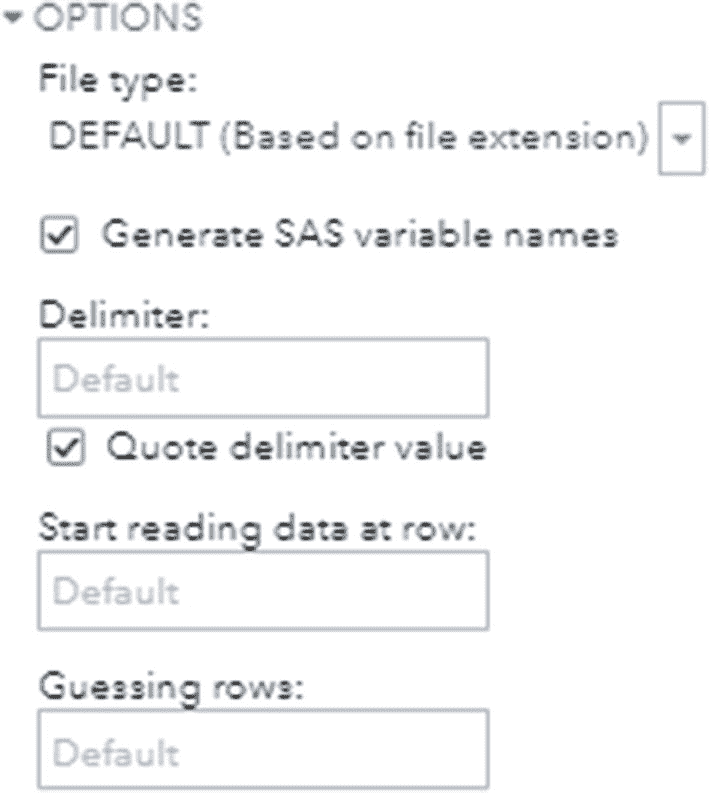 OPTIONS
File type:
DEFAULT (Based on file extension)
Generate SAS variable names
Delimiter:
Default
Quote delimiter value
Start reading data at row:
Default
Guessing rows:
Default